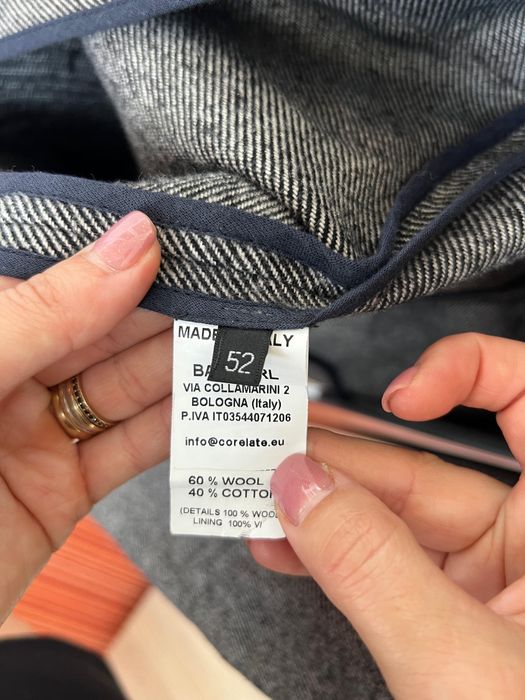 MADE
52
VIA COLLAMARINI 2
BOLOGNA (Italy)
P.IVA IT03544071206
info@corelate.eu
60 % WOOL
40 % COTTON
(DETAILS 100 % WOOL
LINING 100%